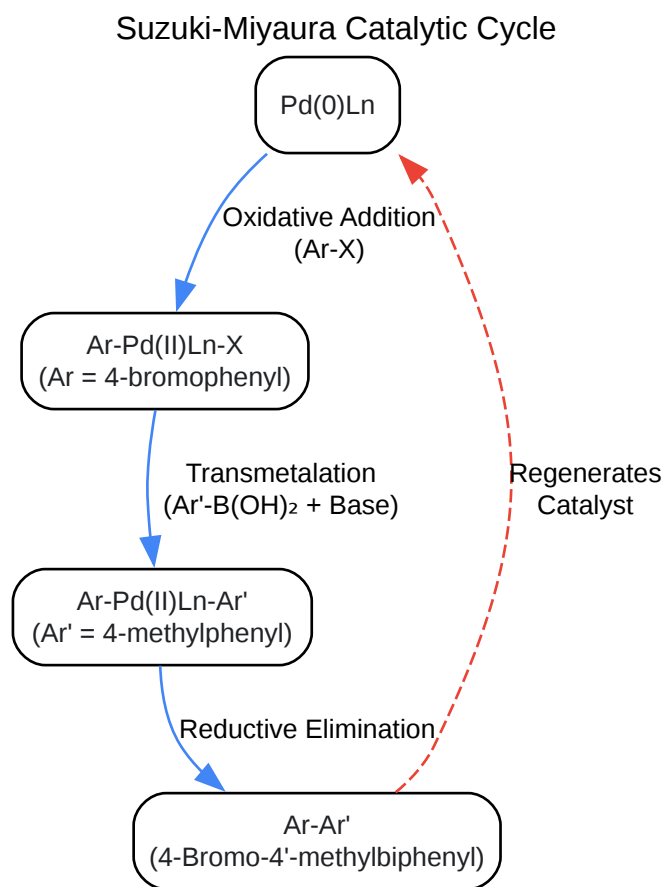 Suzuki-Miyaura Catalytic Cycle
Pd(0)Ln
Oxidative Addition
(Ar-X)
Ar-Pd(II)Ln-X
(Ar = 4-bromophenyl)
Transmetalation
(Ar'-B(OH)₂ + Base)
Regenerates
Catalyst
Ar-Pd(II)Ln-Ar'
(Ar' = 4-methylphenyl)
Reductive Elimination
Ar-Ar'
(4-Bromo-4'-methylbiphenyl)